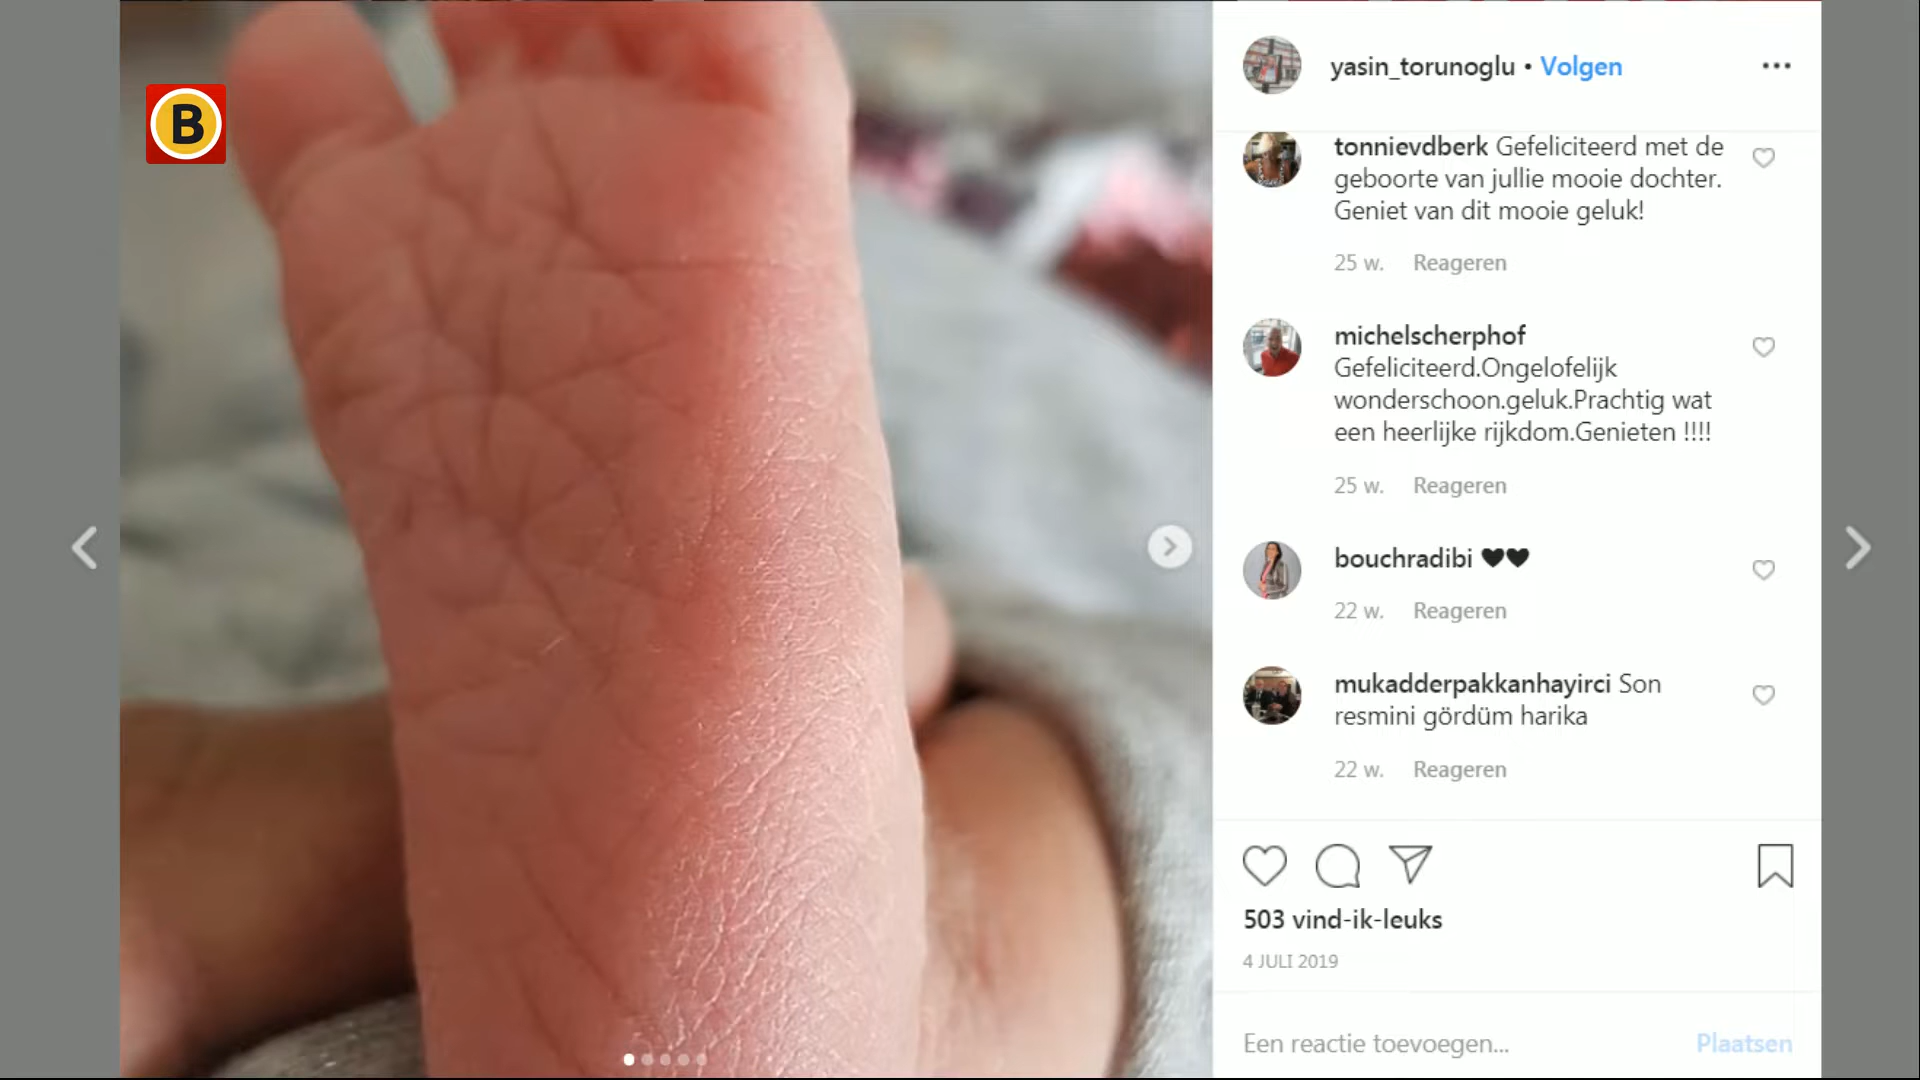 B
yasin_torunoglu • Volgen
tonnievdberk Gefeliciteerd met de
geboorte van jullie mooie dochter.
Geniet van dit mooie geluk!
25 w. Reageren
michelscherphof
Gefeliciteerd.Ongelofelijk
wonderschoon.geluk.Prachtig wat
een heerlijke rijkdom.Genieten !!!!
25 w. Reageren
bouchradibi 🖤🖤
22 w. Reageren
mukadderpakkanhayirci Son
resmini gördüm harika
22 w. Reageren
503 vind-ik-leuks
4 JULI 2019
Een reactie toevoegen... Plaatsen